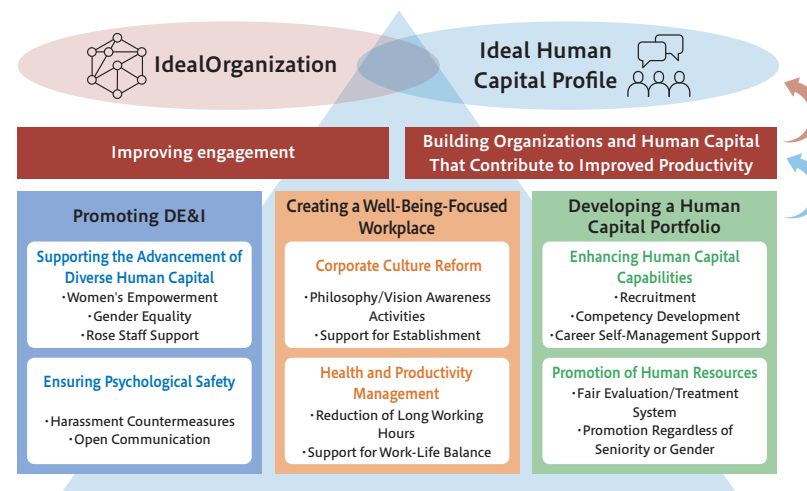 IdealOrganization
Ideal Human
Capital Profile
Improving engagement
Building Organizations and Human Capital
That Contribute to Improved Productivity
Promoting DE&I
Supporting the Advancement of
Diverse Human Capital
・Women's Empowerment
・Gender Equality
・Rose Staff Support
Ensuring Psychological Safety
・Harassment Countermeasures
・Open Communication
Creating a Well-Being-Focused
Workplace
Corporate Culture Reform
・Philosophy/Vision Awareness
Activities
・Support for Establishment
Health and Productivity
Management
・Reduction of Long Working
Hours
・Support for Work-Life Balance
Developing a Human
Capital Portfolio
Enhancing Human Capital
Capabilities
・Recruitment
・Competency Development
・Career Self-Management Support
Promotion of Human Resources
・Fair Evaluation/Treatment
System
・Promotion Regardless of
Seniority or Gender